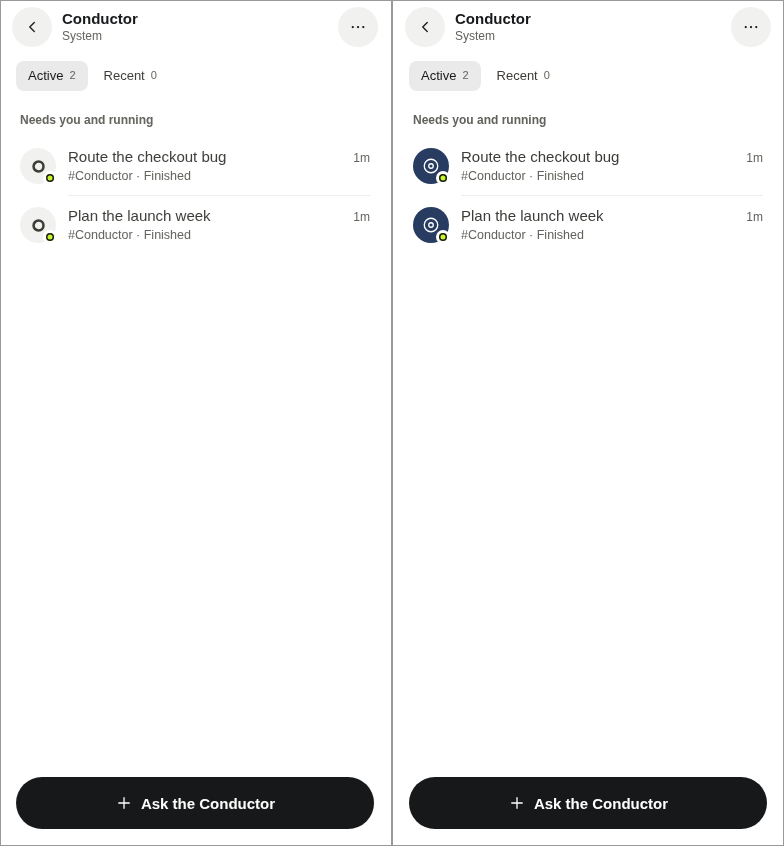 Conductor
System
Active 2 Recent 0
Needs you and running
Route the checkout bug 1m
#Conductor · Finished
Plan the launch week 1m
#Conductor · Finished
Ask the Conductor
Conductor
System
Active 2 Recent 0
Needs you and running
Route the checkout bug 1m
#Conductor · Finished
Plan the launch week 1m
#Conductor · Finished
Ask the Conductor